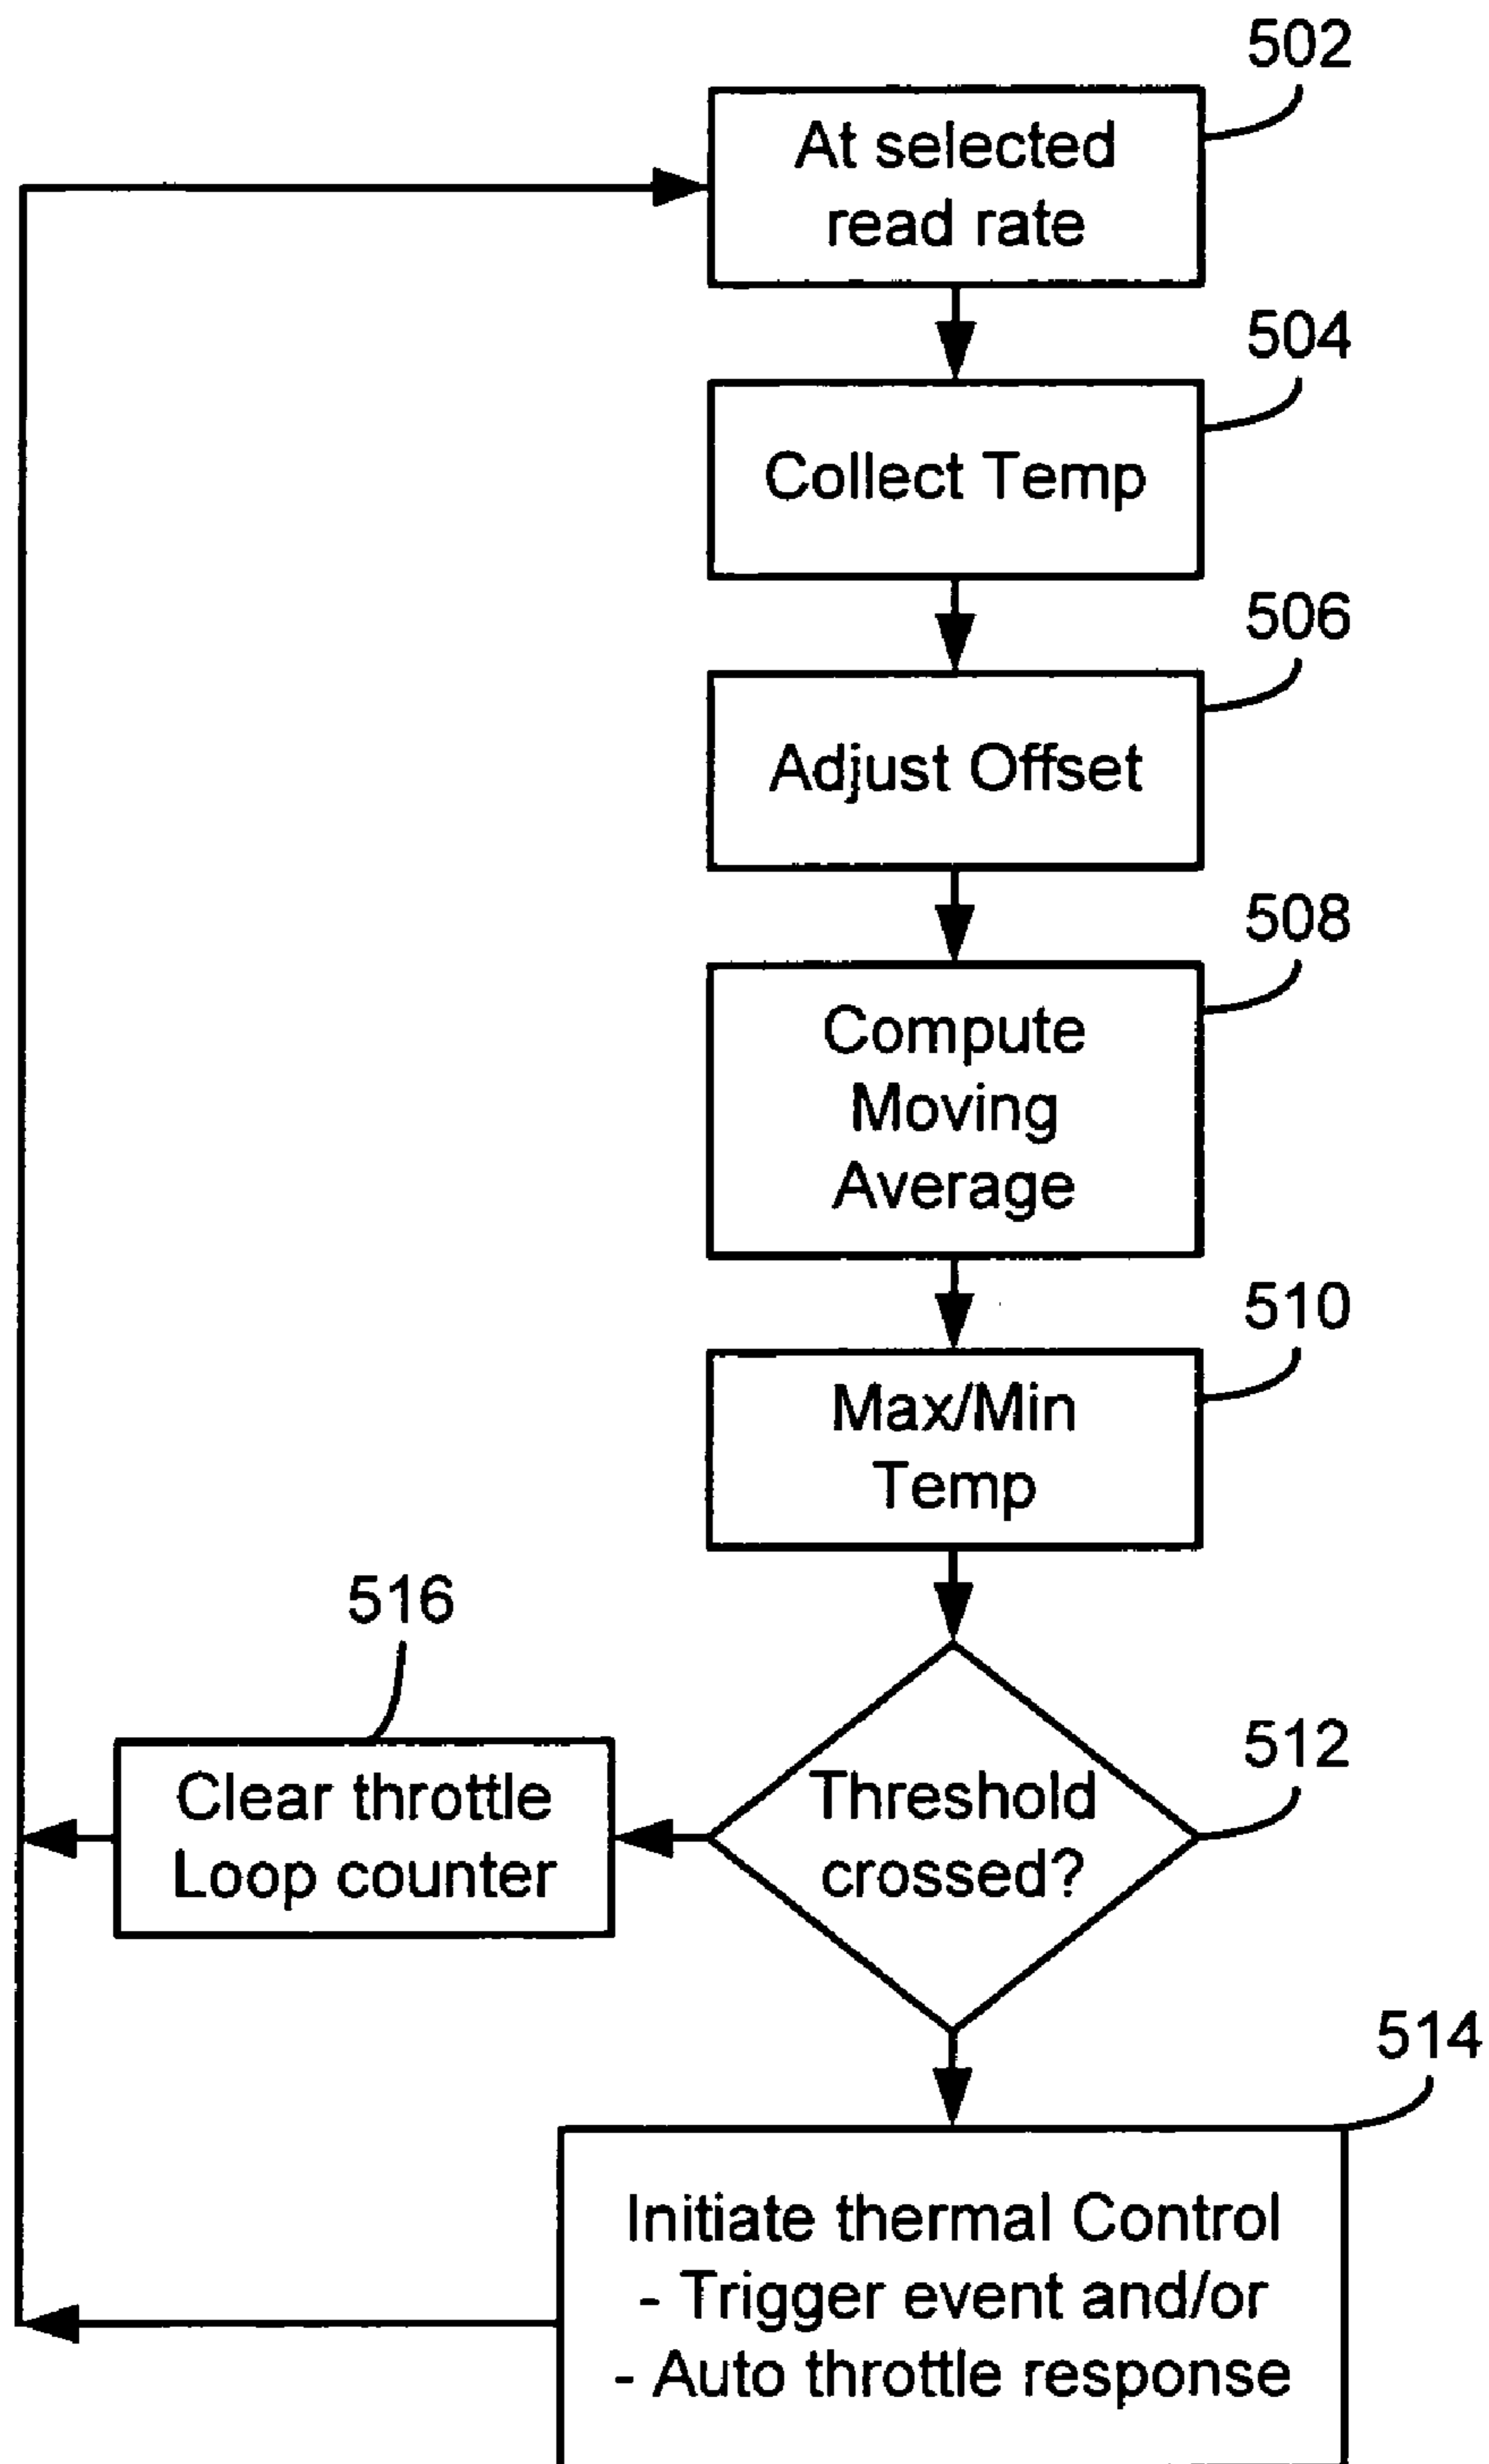 502
At selected
read rate
504
Collect Temp
506
Adjust Offset
508
Compute
Moving
Average
510
Max/Min
Temp
516
Clear throttle
Loop counter
512
Threshold
crossed?
514
Initiate thermal Control
- Trigger event and/or
- Auto throttle response